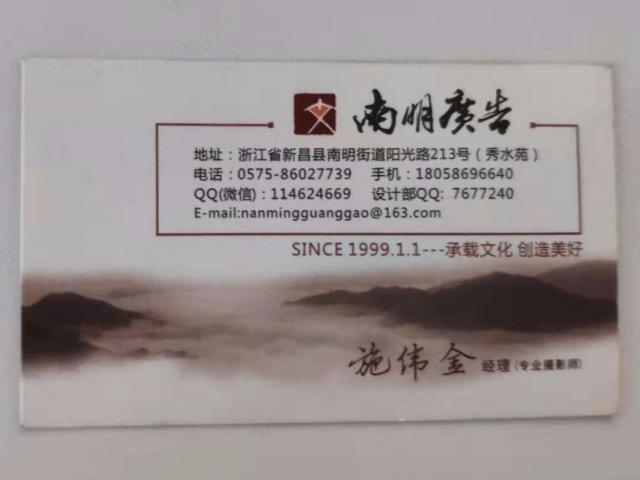 南明廣告
地址：浙江省新昌县南明街道阳光路213号（秀水苑）
电话：0575-86027739 手机：18058696640
QQ(微信)：114624669 设计部QQ: 7677240
E-mail:nanmingguanggao@163.com
SINCE 1999.1.1---承载文化 创造美好
施伟金 经理(专业摄影师)